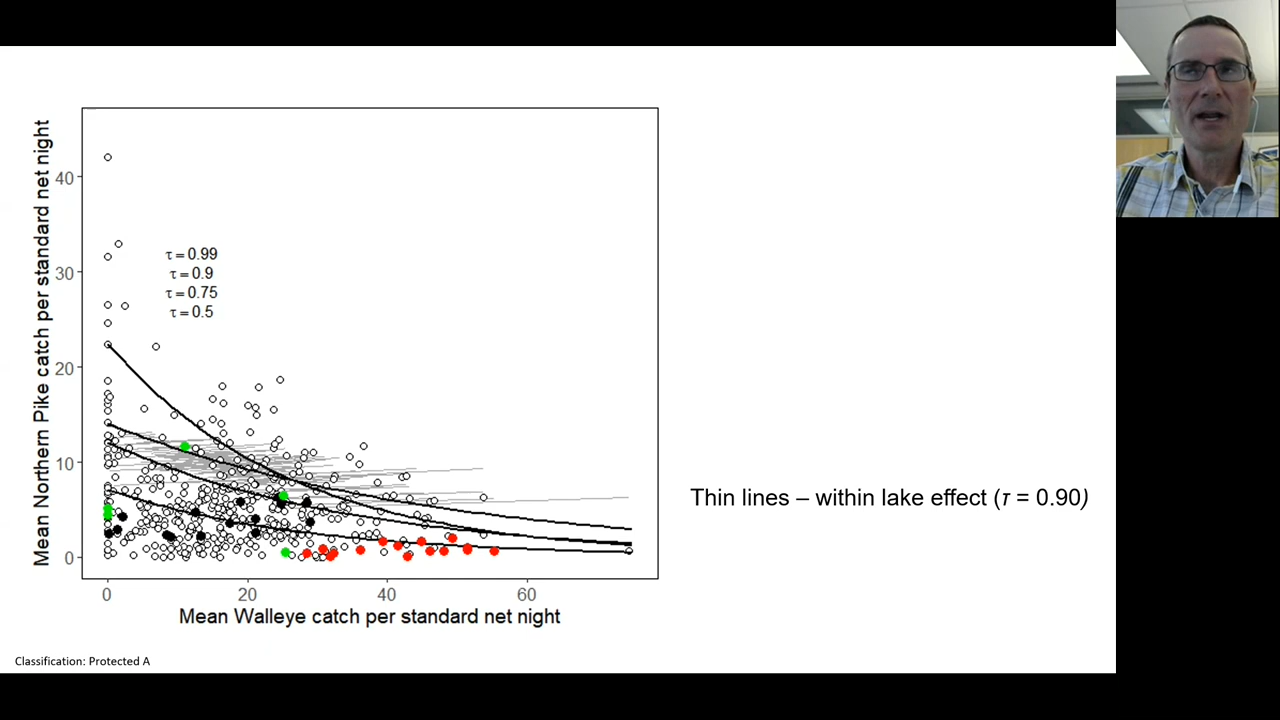 Mean Northern Pike catch per standard net night
40
30
20
10
0
τ = 0.99
τ = 0.9
τ = 0.75
τ = 0.5
0 20 40 60
Mean Walleye catch per standard net night
Thin lines – within lake effect (τ = 0.90)
Classification: Protected A